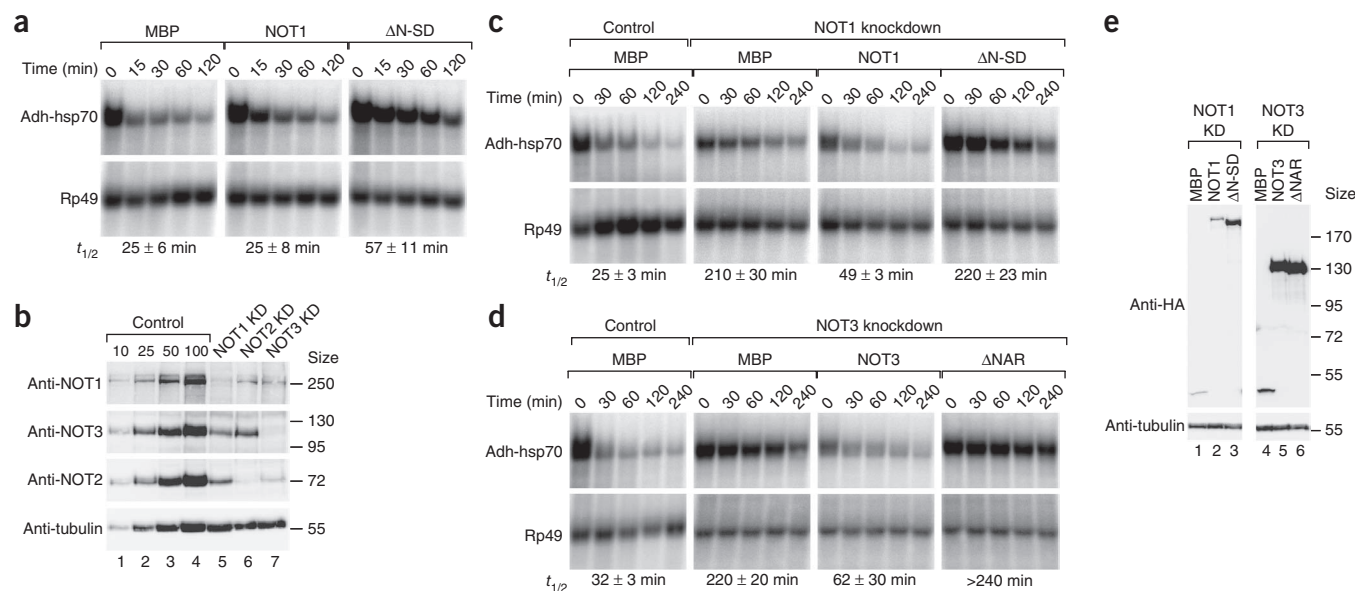 a
MBP NOT1 ΔN-SD
Time (min) 0 15 30 60 120 0 15 30 60 120 0 15 30 60 120
Adh-hsp70
Rp49
t1/2 25 ± 6 min 25 ± 8 min 57 ± 11 min
b
Control NOT1 KD NOT2 KD NOT3 KD
10 25 50 100 Size
Anti-NOT1 250
Anti-NOT3 130
95
Anti-NOT2 72
Anti-tubulin 55
1 2 3 4 5 6 7
c
Control NOT1 knockdown
MBP MBP NOT1 ΔN-SD
Time (min) 0 30 60 120 240 0 30 60 120 240 0 30 60 120 240 0 30 60 120 240
Adh-hsp70
Rp49
t1/2 25 ± 3 min 210 ± 30 min 49 ± 3 min 220 ± 23 min
d
Control NOT3 knockdown
MBP MBP NOT3 ΔNAR
Time (min) 0 30 60 120 240 0 30 60 120 240 0 30 60 120 240 0 30 60 120 240
Adh-hsp70
Rp49
t1/2 32 ± 3 min 220 ± 20 min 62 ± 30 min >240 min
e
NOT1 KD NOT3 KD
MBP NOT1 ΔN-SD MBP NOT3 ΔNAR Size
170
130
Anti-HA 95
72
55
Anti-tubulin 55
1 2 3 4 5 6